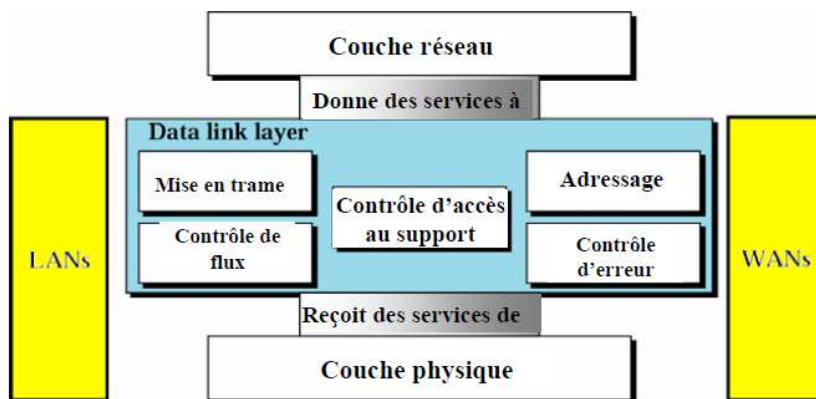 Couche réseau
Donne des services à
Data link layer
Mise en trame
Adressage
Contrôle d'accès
au support
Contrôle de
flux
Contrôle
d'erreur
LANs
WANs
Reçoit des services de
Couche physique